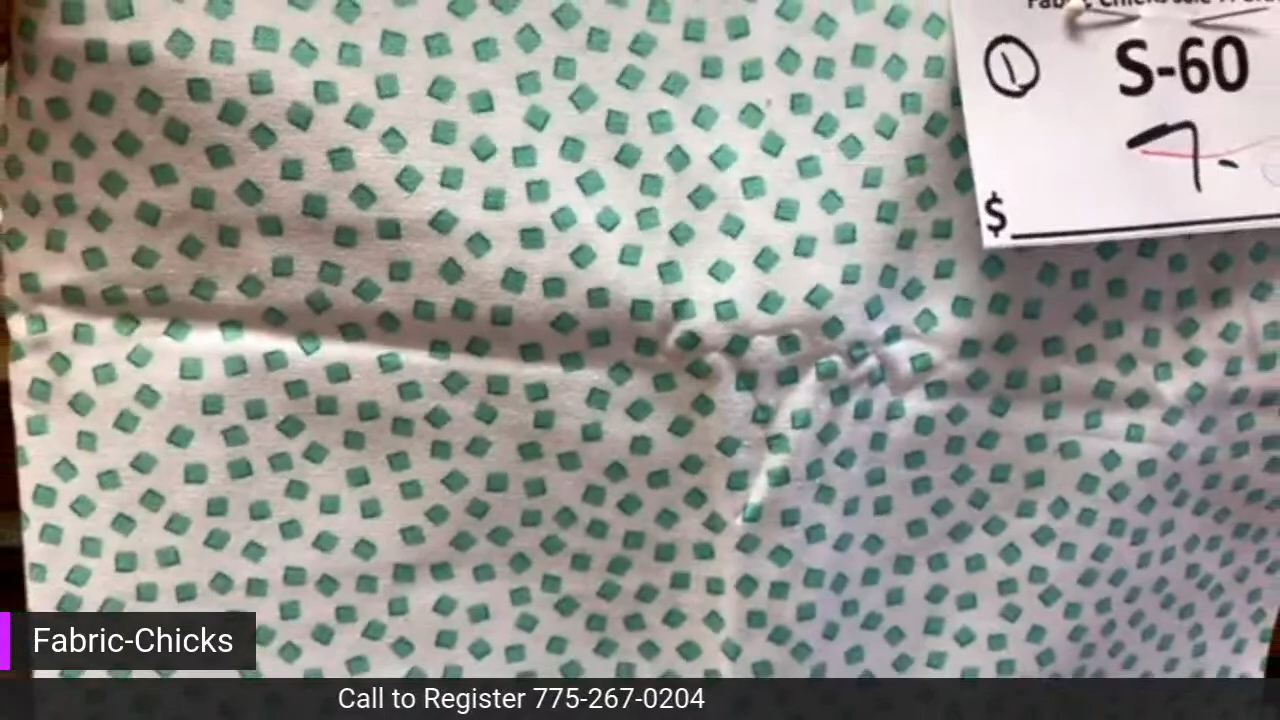 ① S-60
7.
$
Fabric-Chicks
Call to Register 775-267-0204